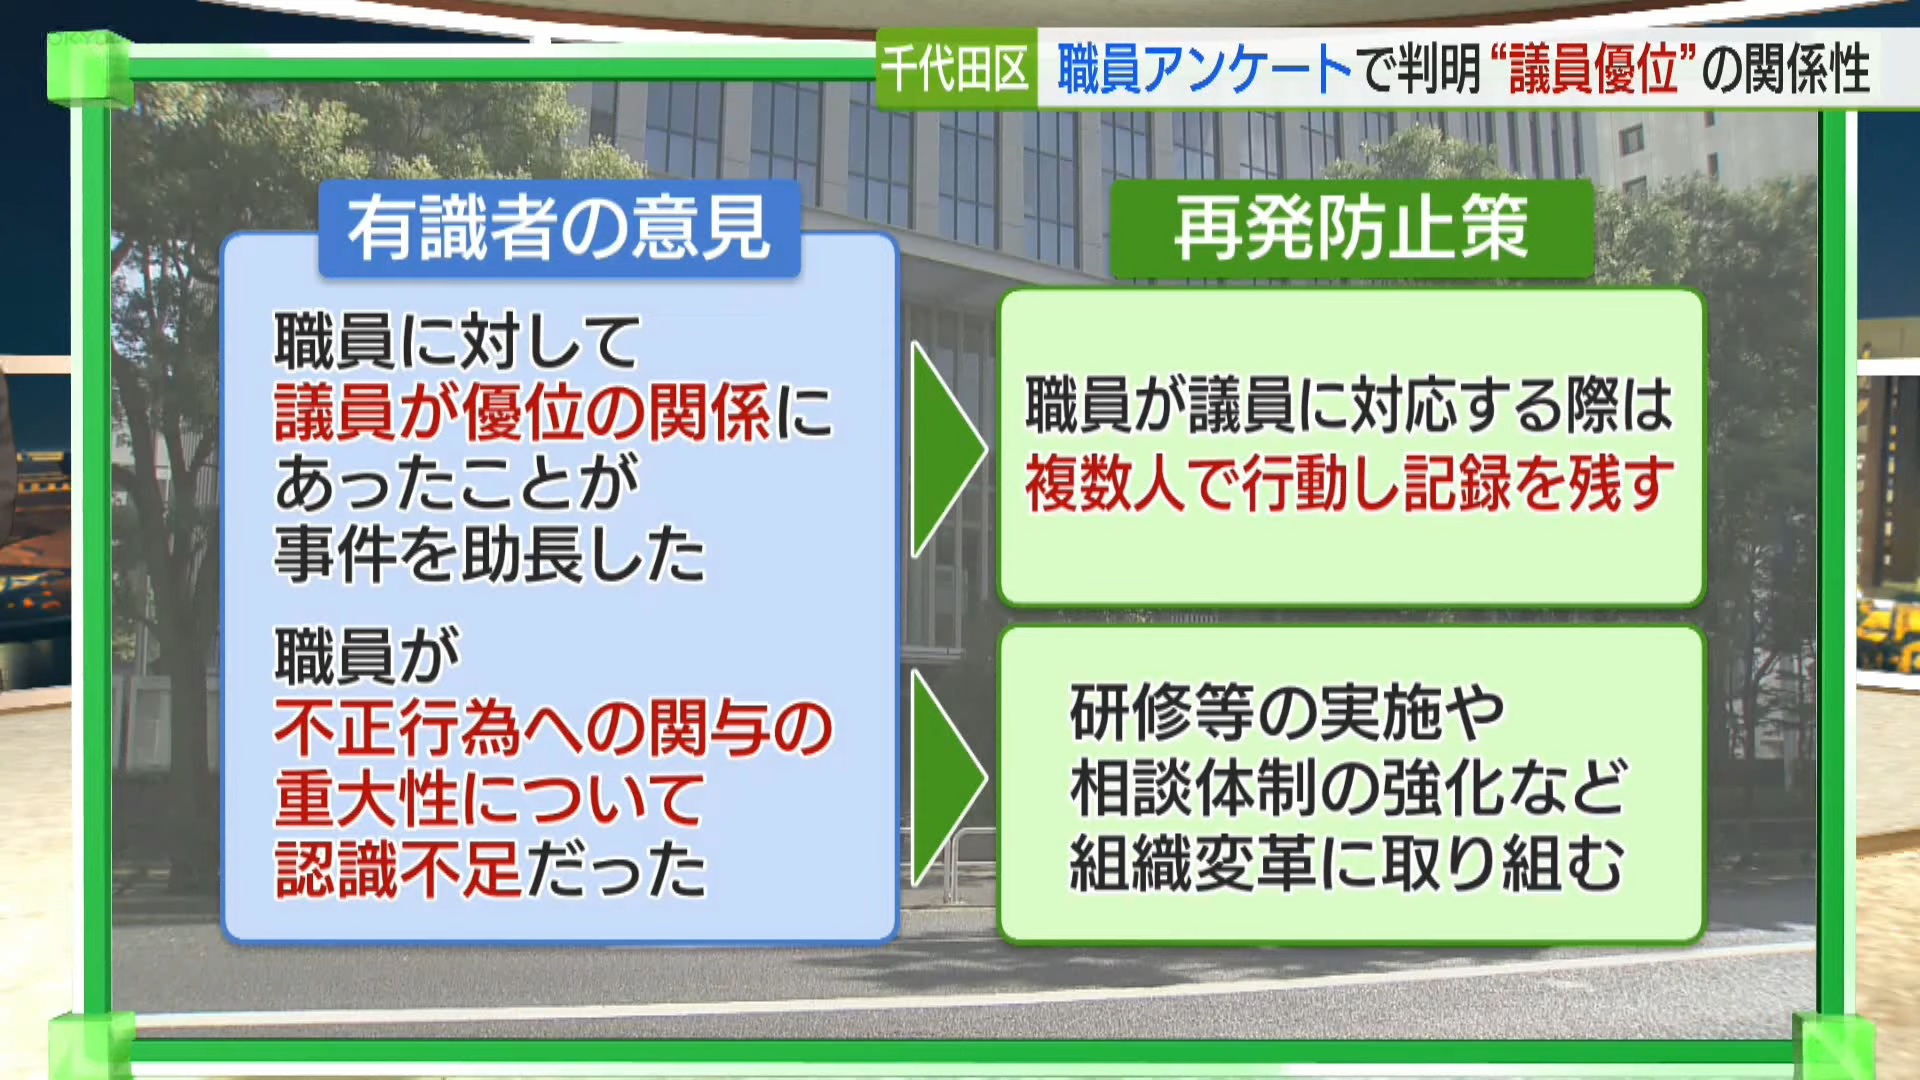 千代田区
職員アンケートで判明“議員優位”の関係性
有識者の意見
職員に対して
議員が優位の関係に
あったことが
事件を助長した
職員が
不正行為への関与の
重大性について
認識不足だった
再発防止策
職員が議員に対応する際は
複数人で行動し記録を残す
研修等の実施や
相談体制の強化など
組織変革に取り組む